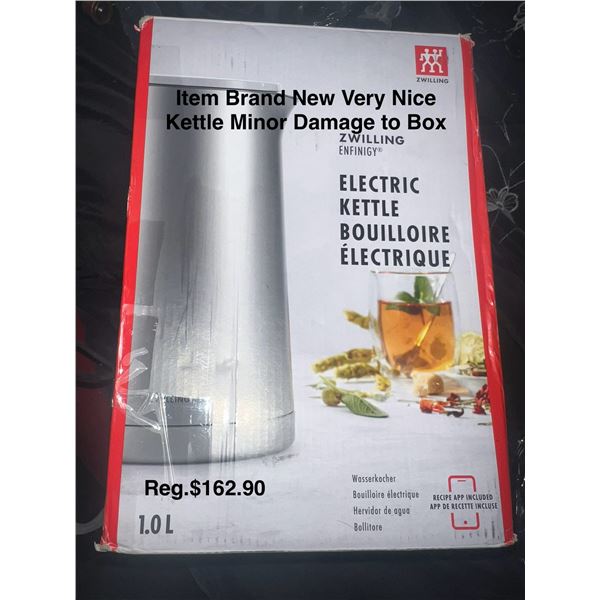 ZWILLING
Item Brand New Very Nice
Kettle Minor Damage to Box
ZWILLING
ENFINIGY®
ELECTRIC
KETTLE
BOUILLOIRE
ÉLECTRIQUE
Wasserkocher
Bouilloire électrique
Hervidor de agua
Bollitore
RECIPE APP INCLUDED
APP DE RECETTE INCLUSE
Reg.$162.90
1.0 L